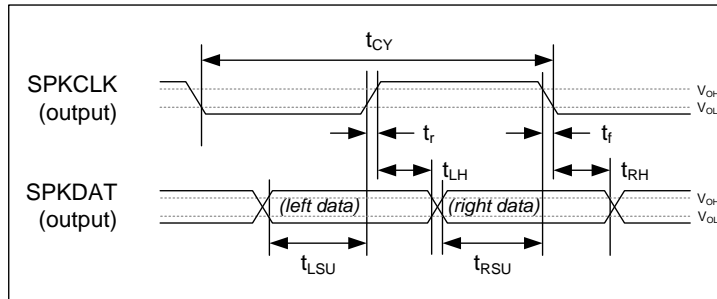 tCY
SPKCLK
(output)
VOH
VOL
tr
tf
tLH
tRH
SPKDAT
(output)
(left data)
(right data)
VOH
VOL
tLSU
tRSU